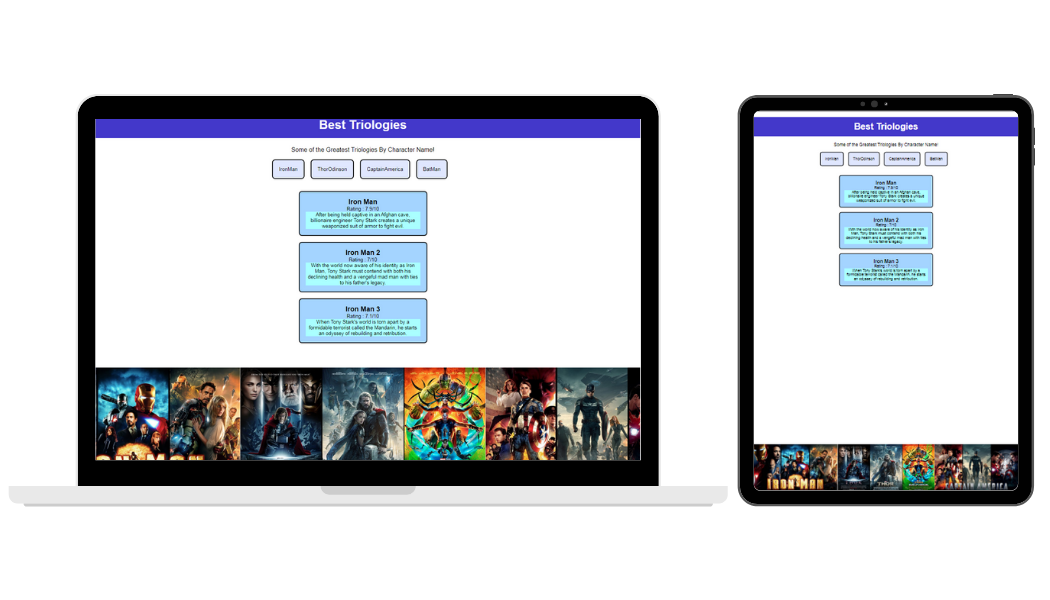 Best Triologies
Some of the Greatest Triologies By Character Name!
IronMan
ThorOdinson
CaptainAmerica
BatMan
Iron Man
Rating : 7.9/10
After being held captive in an Afghan cave,
billionaire engineer Tony Stark creates a unique
weaponized suit of armor to fight evil.
Iron Man 2
Rating : 7/10
With the world now aware of his identity as Iron
Man, Tony Stark must contend with both his
declining health and a vengeful mad man with ties
to his father's legacy.
Iron Man 3
Rating : 7.1/10
When Tony Stark's world is torn apart by a
formidable terrorist called the Mandarin, he starts
an odyssey of rebuilding and retribution.
Best Triologies
Some of the Greatest Triologies By Character Name!
IronMan
ThorOdinson
CaptainAmerica
BatMan
Iron Man
Rating : 7.9/10
After being held captive in an Afghan cave,
billionaire engineer Tony Stark creates a unique
weaponized suit of armor to fight evil.
Iron Man 2
Rating : 7/10
With the world now aware of his identity as Iron
Man, Tony Stark must contend with both his
declining health and a vengeful mad man with ties
to his father's legacy.
Iron Man 3
Rating : 7.1/10
When Tony Stark's world is torn apart by a
formidable terrorist called the Mandarin, he starts
an odyssey of rebuilding and retribution.
IRON MAN
THOR
CAPTAIN AMERICA